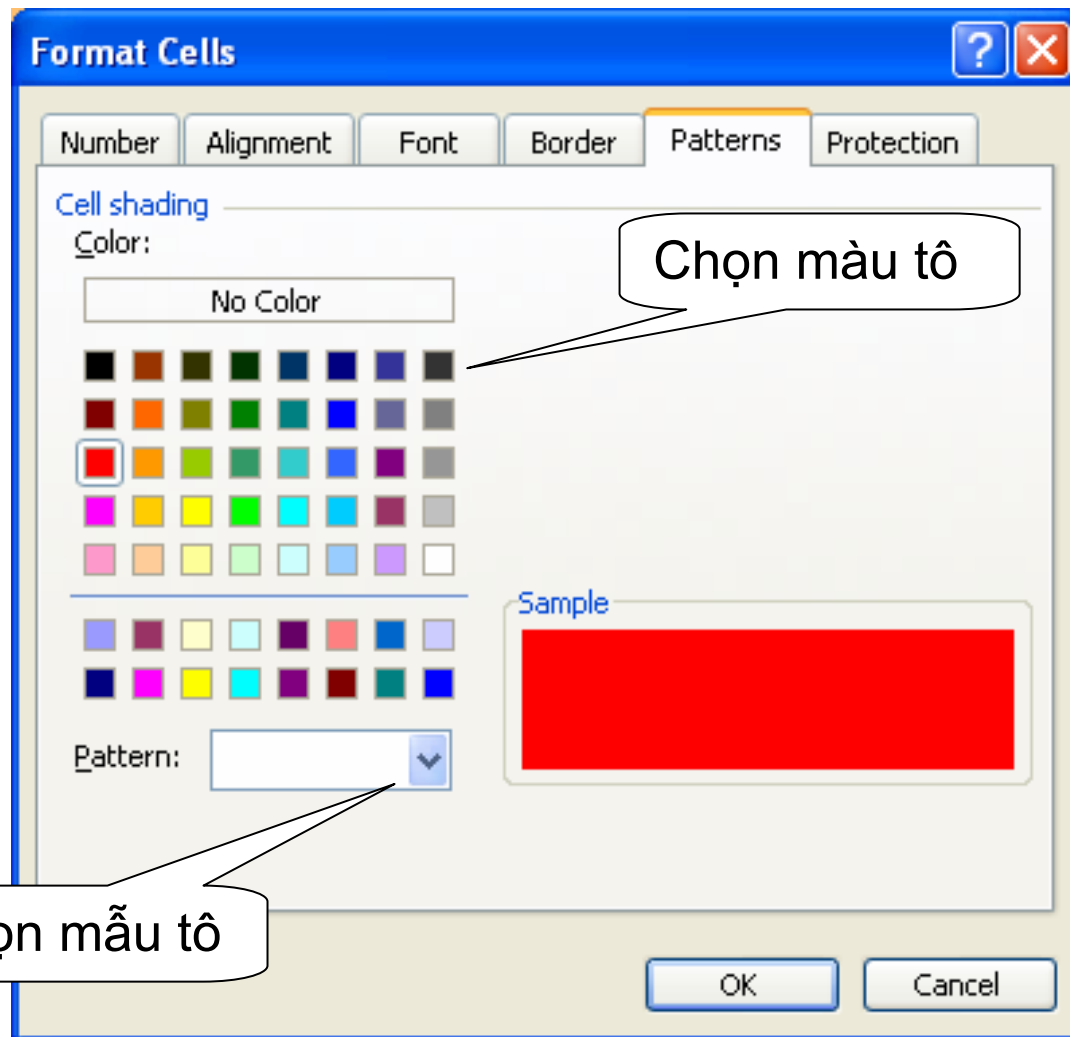 Format Cells
Number Alignment Font Border Patterns Protection
Cell shading
Color:
Chọn màu tô
No Color
Sample
Pattern:
mẫu tô
OK Cancel